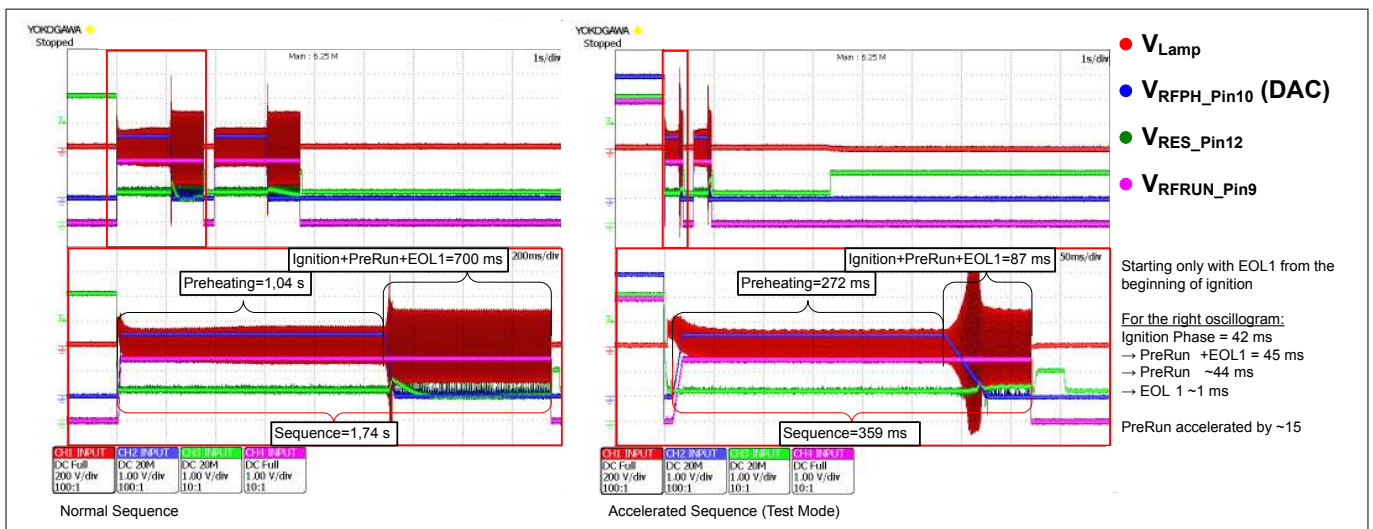 YOKOGAWA
Stopped
Main : 6.25 M
1s/div
Ignition+PreRun+EOL1=700 ms
200ms/div
Preheating=1,04 s
Sequence=1,74 s
CH1 INPUT
DC Full
200 V/div
100:1
CH2 INPUT
DC 20M
1.00 V/div
100:1
CH3 INPUT
DC 20M
1.00 V/div
10:1
CH4 INPUT
DC Full
1.00 V/div
10:1
Normal Sequence
YOKOGAWA
Stopped
Main : 6.25 M
1s/div
Ignition+PreRun+EOL1=87 ms
50ms/div
Preheating=272 ms
Sequence=359 ms
CH1 INPUT
DC Full
200 V/div
100:1
CH2 INPUT
DC 20M
1.00 V/div
100:1
CH3 INPUT
DC 20M
1.00 V/div
10:1
CH4 INPUT
DC Full
1.00 V/div
10:1
Accelerated Sequence (Test Mode)
VLamp
VRFPH_Pin10 (DAC)
VRES_Pin12
VRFRUN_Pin9
Starting only with EOL1 from the
beginning of ignition
For the right oscillogram:
Ignition Phase = 42 ms
→ PreRun +EOL1 = 45 ms
→ PreRun ~44 ms
→ EOL 1 ~1 ms
PreRun accelerated by ~15